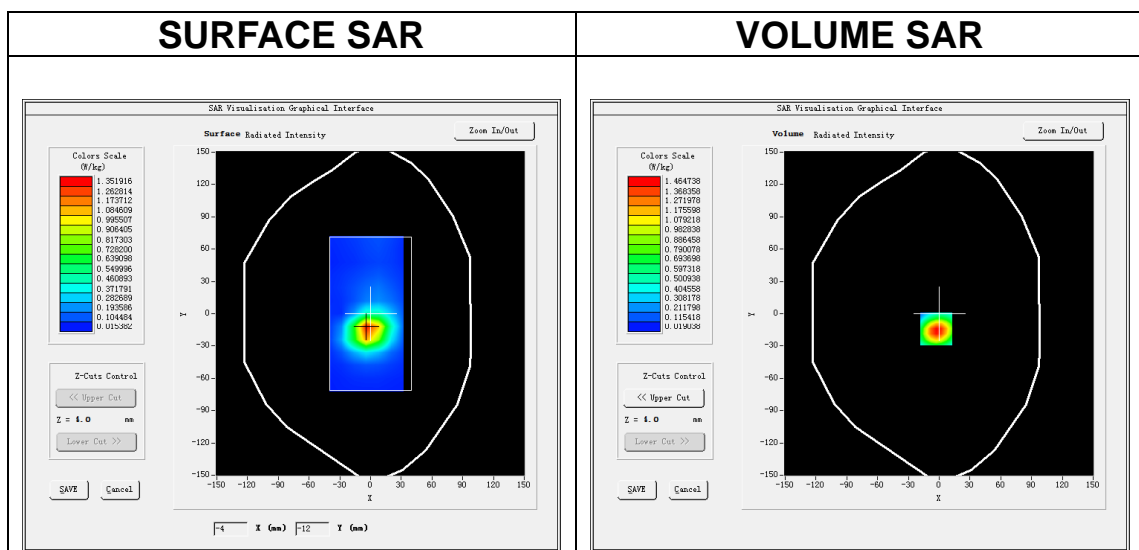 SURFACE SAR
VOLUME SAR
SAR Visualisation Graphical Interface
Surface Radiated Intensity
Zoom In/Out
Colors Scale
(W/kg)
1.351916
1.262814
1.173712
1.084609
0.995507
0.906405
0.817303
0.728200
0.639098
0.549996
0.460893
0.371791
0.282689
0.193586
0.104484
0.015382
Z-Cuts Control
<< Upper Cut
Z = 4.0 mm
Lower Cut >>
SAVE Cancel
150
120
90
60
30
0
-30
-60
-90
-120
-150
Y
-150 -120 -90 -60 -30 0 30 60 90 120 150
X
-4 X (mm) -12 Y (mm)
SAR Visualisation Graphical Interface
Volume Radiated Intensity
Zoom In/Out
Colors Scale
(W/kg)
1.464738
1.368358
1.271978
1.175598
1.079218
0.982838
0.886458
0.790078
0.693698
0.597318
0.500938
0.404558
0.308178
0.211798
0.115418
0.019038
Z-Cuts Control
<< Upper Cut
Z = 4.0 mm
Lower Cut >>
SAVE Cancel
150
120
90
60
30
0
-30
-60
-90
-120
-150
Y
-150 -120 -90 -60 -30 0 30 60 90 120 150
X